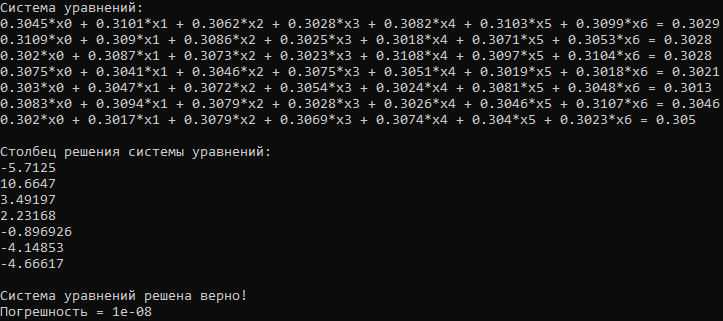 Система уравнений:
0.3045*x0 + 0.3101*x1 + 0.3062*x2 + 0.3028*x3 + 0.3082*x4 + 0.3103*x5 + 0.3099*x6 = 0.3029
0.3109*x0 + 0.309*x1 + 0.3086*x2 + 0.3025*x3 + 0.3018*x4 + 0.3071*x5 + 0.3053*x6 = 0.3028
0.302*x0 + 0.3087*x1 + 0.3073*x2 + 0.3023*x3 + 0.3108*x4 + 0.3097*x5 + 0.3104*x6 = 0.3028
0.3075*x0 + 0.3041*x1 + 0.3046*x2 + 0.3075*x3 + 0.3051*x4 + 0.3019*x5 + 0.3018*x6 = 0.3021
0.303*x0 + 0.3047*x1 + 0.3072*x2 + 0.3054*x3 + 0.3024*x4 + 0.3081*x5 + 0.3048*x6 = 0.3013
0.3083*x0 + 0.3094*x1 + 0.3079*x2 + 0.3028*x3 + 0.3026*x4 + 0.3046*x5 + 0.3107*x6 = 0.3046
0.302*x0 + 0.3017*x1 + 0.3079*x2 + 0.3069*x3 + 0.3074*x4 + 0.304*x5 + 0.3023*x6 = 0.305
Столбец решения системы уравнений:
-5.7125
10.6647
3.49197
2.23168
-0.896926
-4.14853
-4.66617
Система уравнений решена верно!
Погрешность = 1e-08